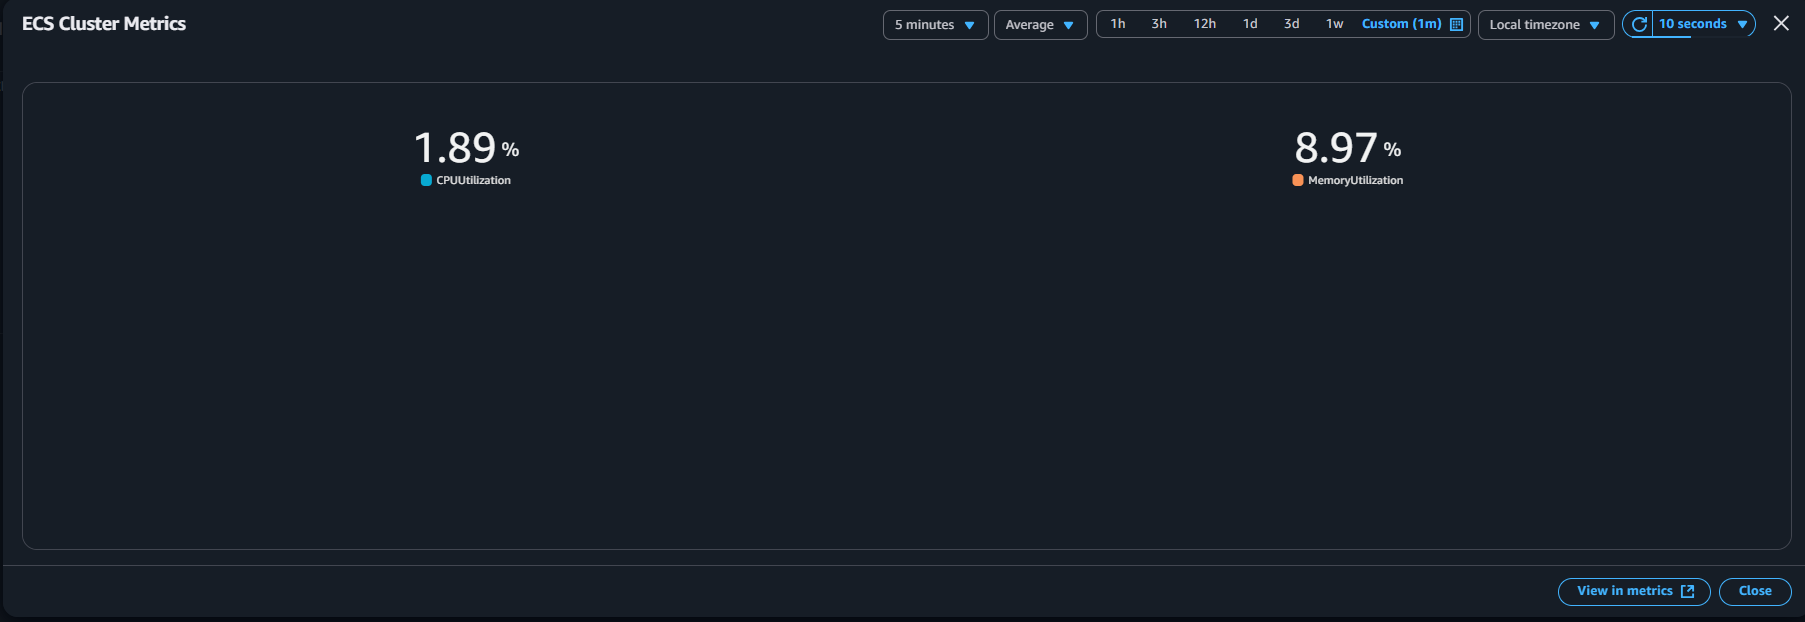 ECS Cluster Metrics
5 minutes
Average
1h 3h 12h 1d 3d 1w Custom (1m)
Local timezone
10 seconds
1.89 %
CPUUtilization
8.97 %
MemoryUtilization
View in metrics
Close